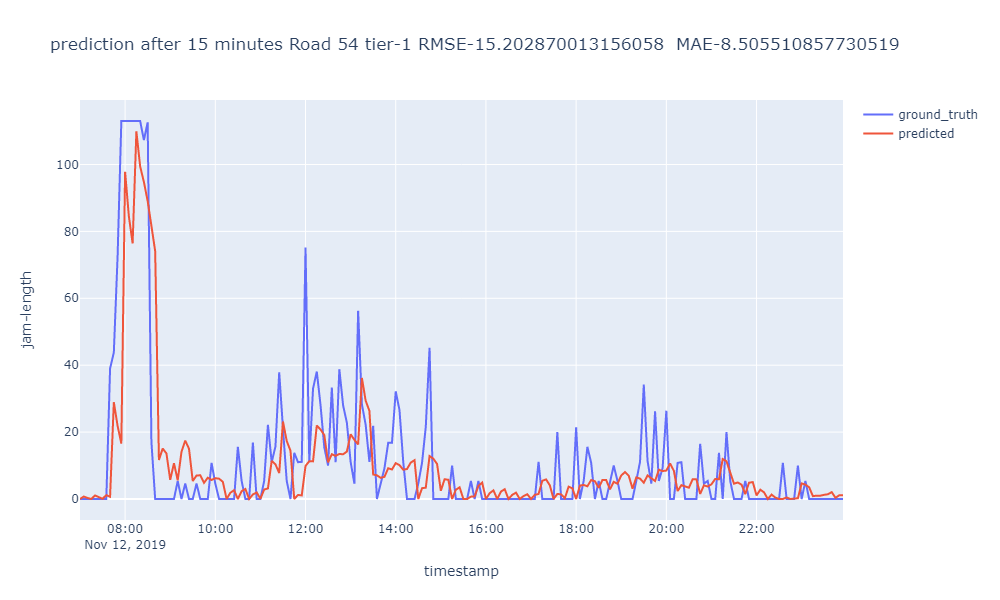 prediction after 15 minutes Road 54 tier-1 RMSE-15.202870013156058  MAE-8.505510857730519
ground_truth
predicted
jam-length
100
80
60
40
20
0
08:00 10:00 12:00 14:00 16:00 18:00 20:00 22:00
Nov 12, 2019
timestamp